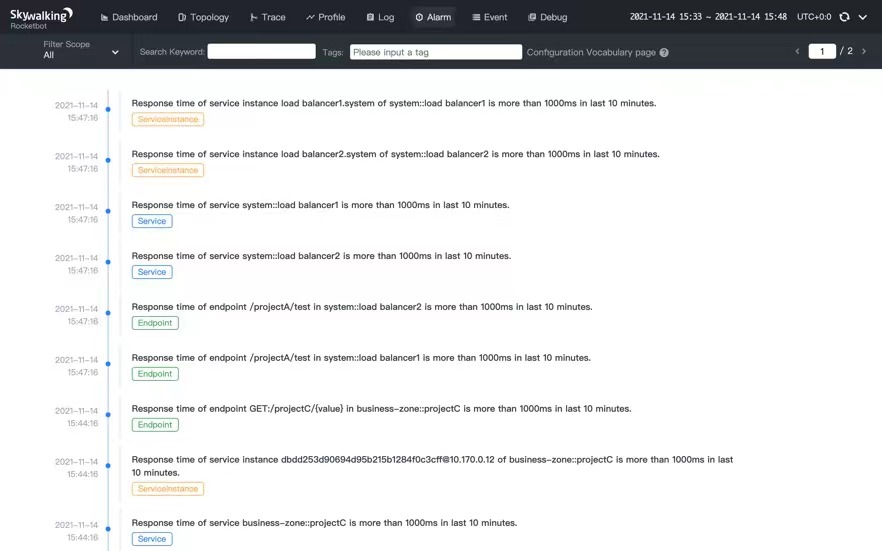 Skywalking
Rocketbot
Dashboard
Topology
Trace
Profile
Log
Alarm
Event
Debug
2021-11-14 15:33 ~ 2021-11-14 15:48
UTC+0:0
Filter Scope
All
Search Keyword:
Tags:
Please input a tag
Configuration Vocabulary page ?
1 / 2
2021-11-14
15:47:16
Response time of service instance load balancer1.system of system::load balancer1 is more than 1000ms in last 10 minutes.
ServiceInstance
2021-11-14
15:47:16
Response time of service instance load balancer2.system of system::load balancer2 is more than 1000ms in last 10 minutes.
ServiceInstance
2021-11-14
15:47:16
Response time of service system::load balancer1 is more than 1000ms in last 10 minutes.
Service
2021-11-14
15:47:16
Response time of service system::load balancer2 is more than 1000ms in last 10 minutes.
Service
2021-11-14
15:47:16
Response time of endpoint /projectA/test in system::load balancer2 is more than 1000ms in last 10 minutes.
Endpoint
2021-11-14
15:47:16
Response time of endpoint /projectA/test in system::load balancer1 is more than 1000ms in last 10 minutes.
Endpoint
2021-11-14
15:44:16
Response time of endpoint GET:/projectC/{value} in business-zone::projectC is more than 1000ms in last 10 minutes.
Endpoint
2021-11-14
15:44:16
Response time of service instance dbdd253d90694d95b215b1284f0c3cff@10.170.0.12 of business-zone::projectC is more than 1000ms in last
10 minutes.
ServiceInstance
2021-11-14
15:44:16
Response time of service business-zone::projectC is more than 1000ms in last 10 minutes.
Service